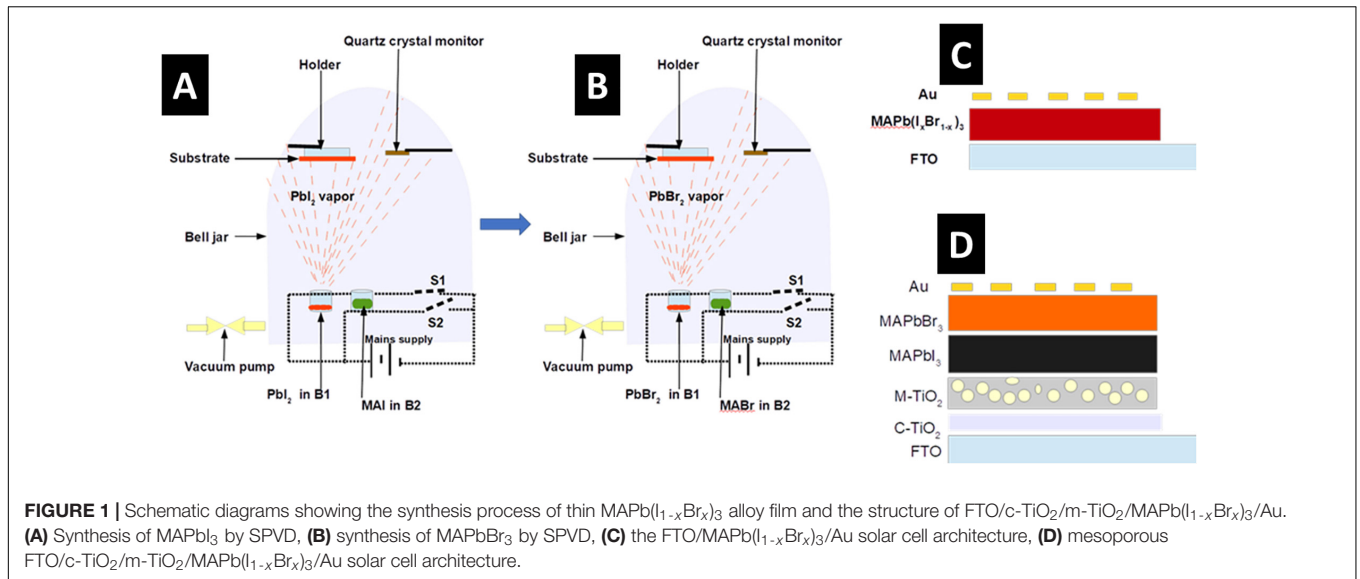 A
Quartz crystal monitor
Holder
Substrate
PbI₂ vapor
Bell jar
S1
S2
Mains supply
Vacuum pump
PbI₂ in B1
MAI in B2
B
Quartz crystal monitor
Holder
Substrate
PbBr₂ vapor
Bell jar
S1
S2
Mains supply
Vacuum pump
PbBr₂ in B1
MABr in B2
C
Au
MAPb(IₓBr₁₋ₓ)₃
FTO
D
Au
MAPbBr₃
MAPbI₃
M-TiO₂
C-TiO₂
FTO
FIGURE 1 | Schematic diagrams showing the synthesis process of thin MAPb(I₁₋ₓBrₓ)₃ alloy film and the structure of FTO/c-TiO₂/m-TiO₂/MAPb(I₁₋ₓBrₓ)₃/Au.
(A) Synthesis of MAPbI₃ by SPVD, (B) synthesis of MAPbBr₃ by SPVD, (C) the FTO/MAPb(I₁₋ₓBrₓ)₃/Au solar cell architecture, (D) mesoporous
FTO/c-TiO₂/m-TiO₂/MAPb(I₁₋ₓBrₓ)₃/Au solar cell architecture.